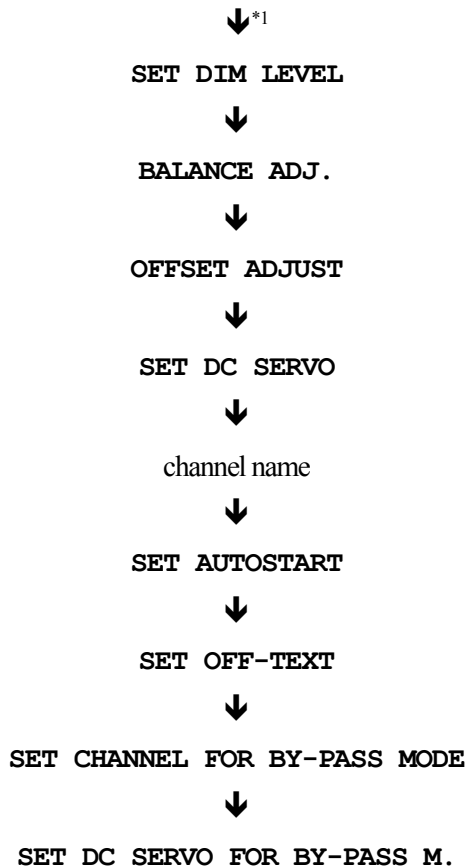 🡻*1
SET DIM LEVEL
🡻
BALANCE ADJ.
🡻
OFFSET ADJUST
🡻
SET DC SERVO
🡻
channel name
🡻
SET AUTOSTART
🡻
SET OFF-TEXT
🡻
SET CHANNEL FOR BY-PASS MODE
🡻
SET DC SERVO FOR BY-PASS M.